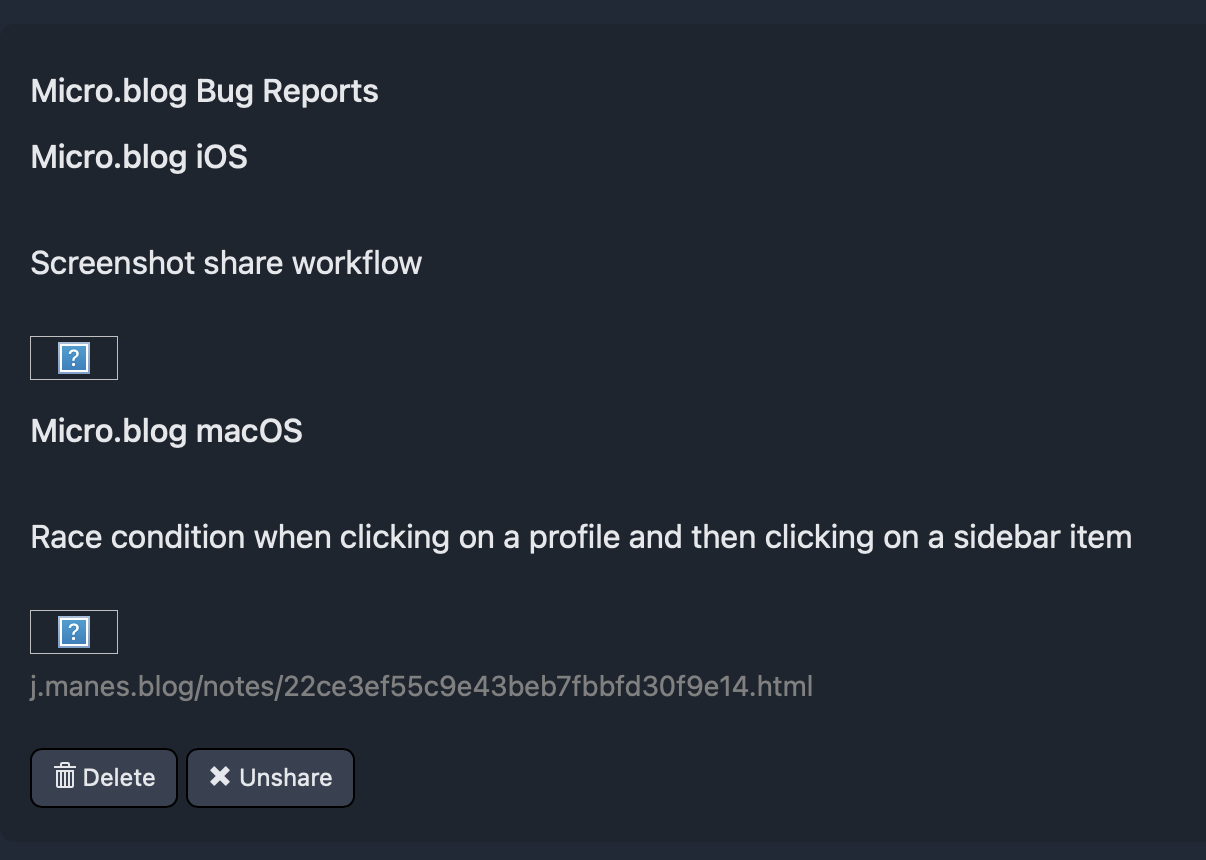 Micro.blog Bug Reports
Micro.blog iOS
Screenshot share workflow
?
Micro.blog macOS
Race condition when clicking on a profile and then clicking on a sidebar item
?
j.manes.blog/notes/22ce3ef55c9e43beb7fbbfd30f9e14.html
Delete
Unshare